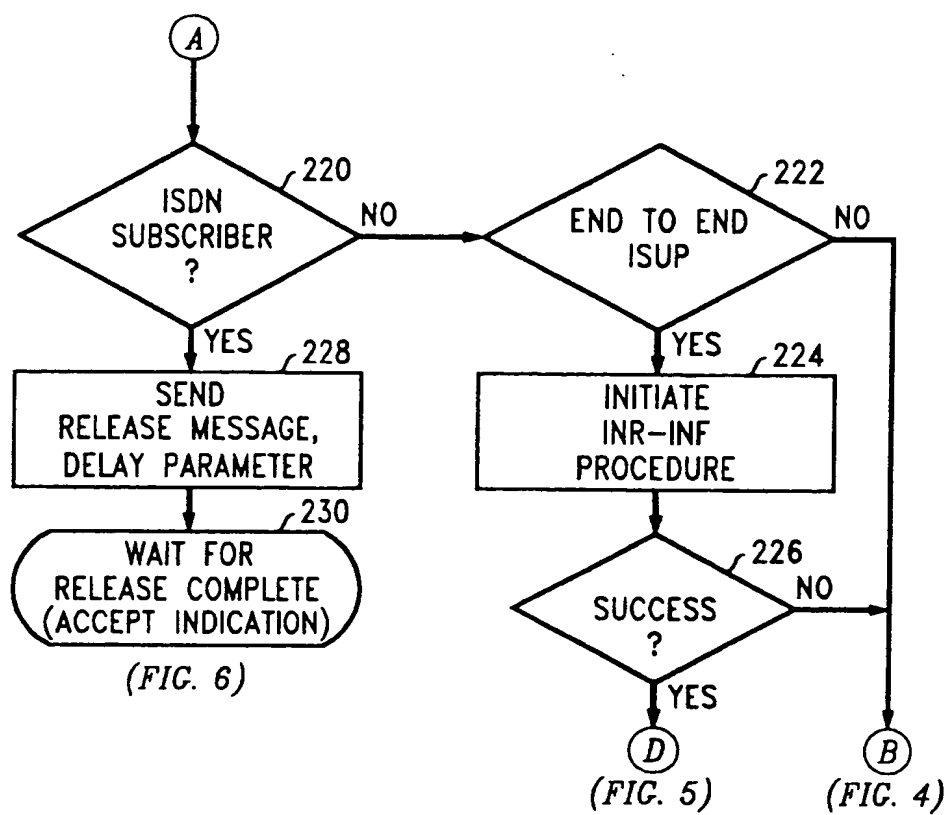 A
220
ISDN
SUBSCRIBER
?
NO
YES
222
END TO END
ISUP
NO
YES
228
SEND
RELEASE MESSAGE,
DELAY PARAMETER
224
INITIATE
INR-INF
PROCEDURE
230
WAIT FOR
RELEASE COMPLETE
(ACCEPT INDICATION)
(FIG. 6)
226
SUCCESS
?
NO
YES
D
(FIG. 5)
B
(FIG. 4)